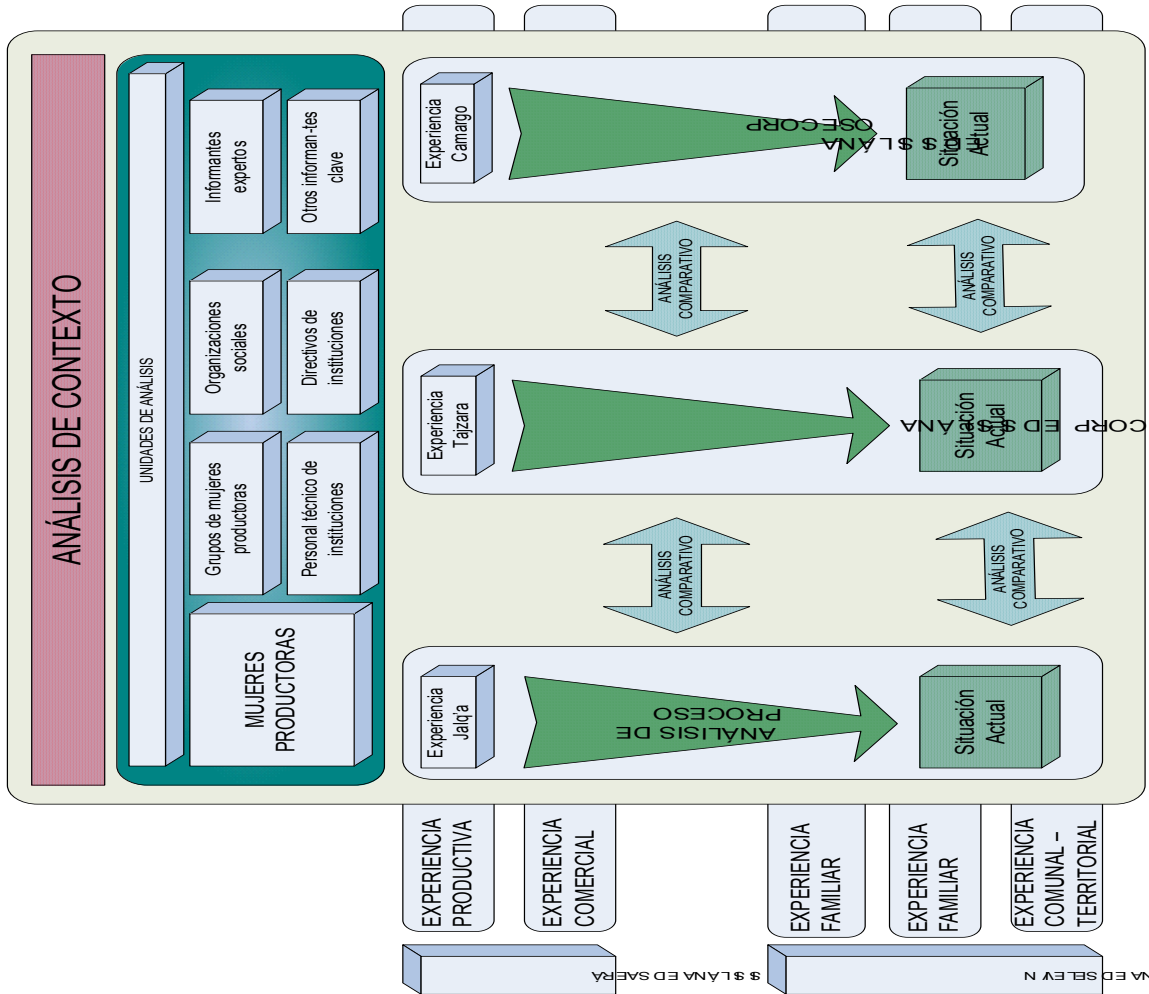 ANÁLISIS DE CONTEXTO
UNIDADES DE ANÁLISIS
MUJERES
PRODUCTORAS
Grupos de mujeres
productoras
Organizaciones
sociales
Informantes
expertos
Personal técnico de
instituciones
Directivos de
instituciones
Otros informan-tes
clave
EXPERIENCIA
PRODUCTIVA
EXPERIENCIA
COMERCIAL
EXPERIENCIA
FAMILIAR
EXPERIENCIA
FAMILIAR
EXPERIENCIA
COMUNAL –
TERRITORIAL
Experiencia
Jalqja
ANÁLISIS DE
PROCESO
Situación
Actual
ANÁLISIS
COMPARATIVO
ANÁLISIS
COMPARATIVO
Experiencia
Tajzara
Situación
Actual
ANÁLISIS
COMPARATIVO
ANÁLISIS
COMPARATIVO
Experiencia
Camargo
Situación
Actual